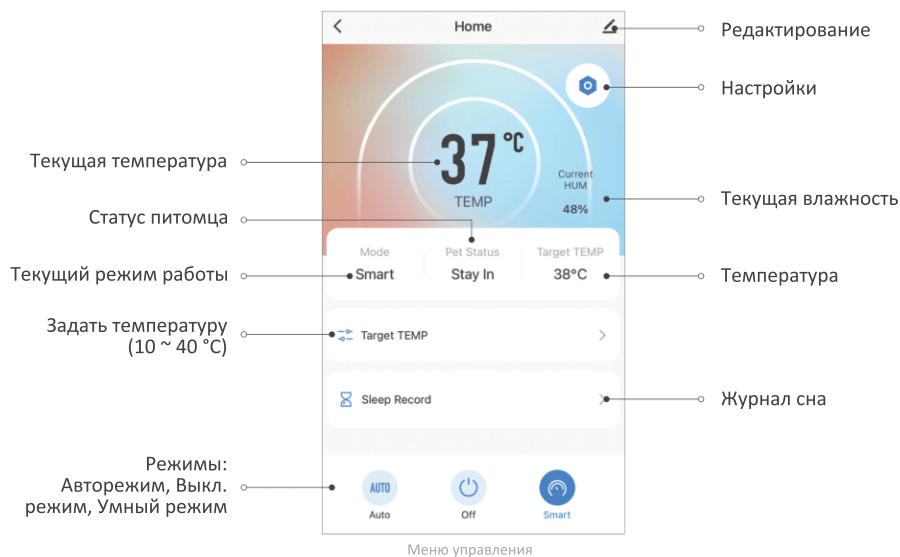 Home
Редактирование
Настройки
37 °C
TEMP
Current
HUM
48%
Текущая температура
Текущая влажность
Статус питомца
Mode
Pet Status
Target TEMP
Smart
Stay In
38°C
Текущий режим работы
Температура
Задать температуру
(10 ~ 40 °C)
Target TEMP
Sleep Record
Журнал сна
Режимы:
Авторежим, Выкл.
режим, Умный режим
AUTO
Auto
Off
Smart
Меню управления